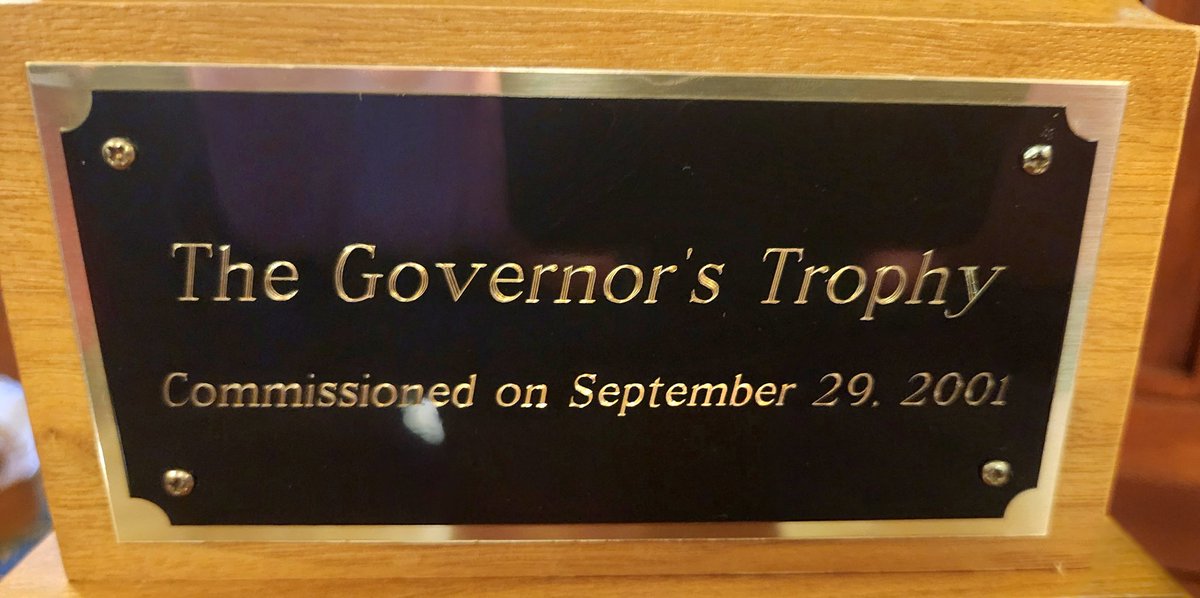 The Governor's Trophy
Commissioned on September 29, 2001